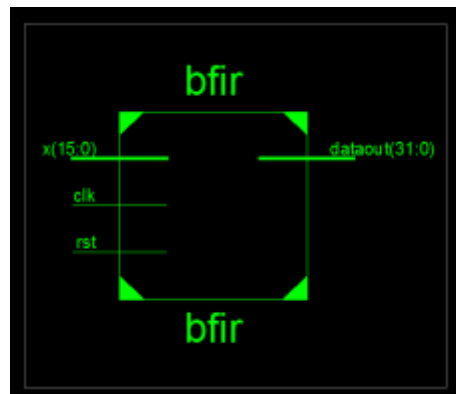 bfir
x(15:0)
dataout(31:0)
clk
rst
bfir